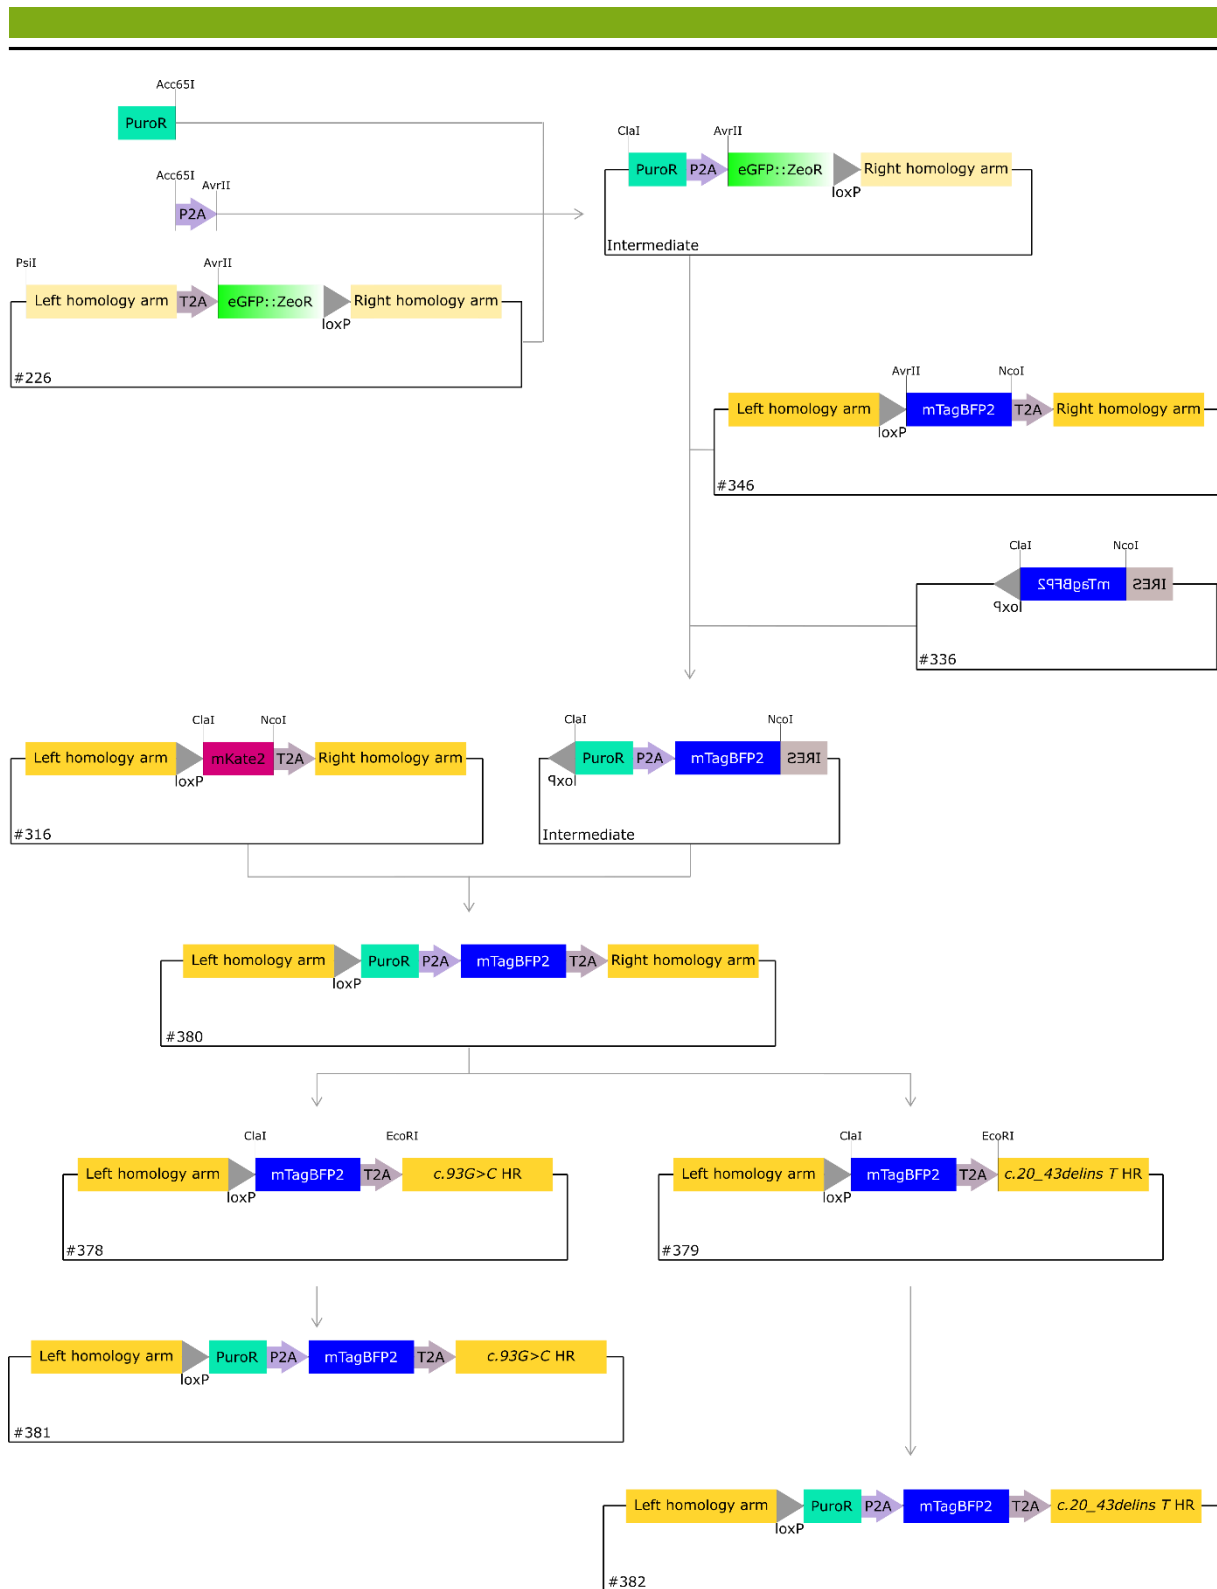 Acc65I
PuroR
Acc65I
AvrII
P2A
PsiI
AvrII
Left homology arm T2A eGFP::ZeoR Right homology arm
loxP
#226
ClaI AvrII
PuroR P2A eGFP::ZeoR Right homology arm
loxP
Intermediate
AvrII NcoI
Left homology arm mTagBFP2 T2A Right homology arm
loxP
#346
ClaI NcoI
mTagBFP2 IRES
loxP
#336
ClaI NcoI
Left homology arm mKate2 T2A Right homology arm
loxP
#316
ClaI NcoI
PuroR P2A mTagBFP2 IRES
loxP
Intermediate
Left homology arm PuroR P2A mTagBFP2 T2A Right homology arm
loxP
#380
ClaI EcoRI
Left homology arm mTagBFP2 T2A c.93G>C HR
loxP
#378
ClaI EcoRI
Left homology arm mTagBFP2 T2A c.20_43delins T HR
loxP
#379
Left homology arm PuroR P2A mTagBFP2 T2A c.93G>C HR
loxP
#381
Left homology arm PuroR P2A mTagBFP2 T2A c.20_43delins T HR
loxP
#382